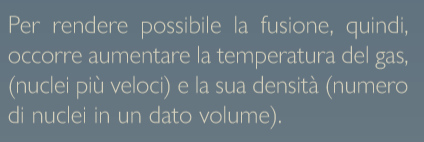 Per rendere possibile la fusione, quindi,
occorre aumentare la temperatura del gas,
(nuclei più veloci) e la sua densità (numero
di nuclei in un dato volume).